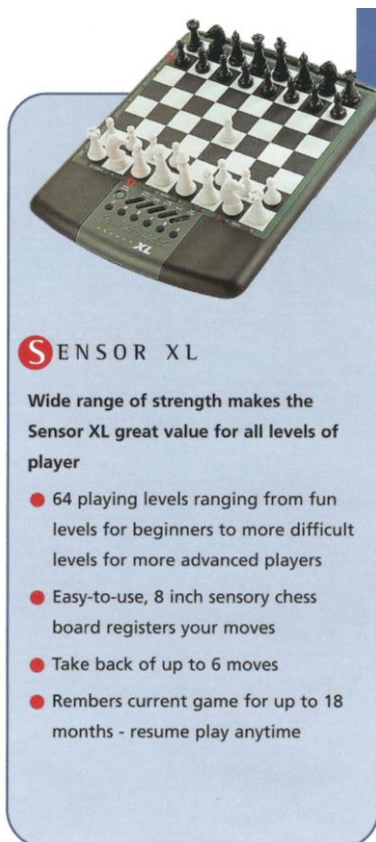 XL
SENSOR XL
Wide range of strength makes the
Sensor XL great value for all levels of
player
64 playing levels ranging from fun
levels for beginners to more difficult
levels for more advanced players
Easy-to-use, 8 inch sensory chess
board registers your moves
Take back of up to 6 moves
Rembers current game for up to 18
months - resume play anytime